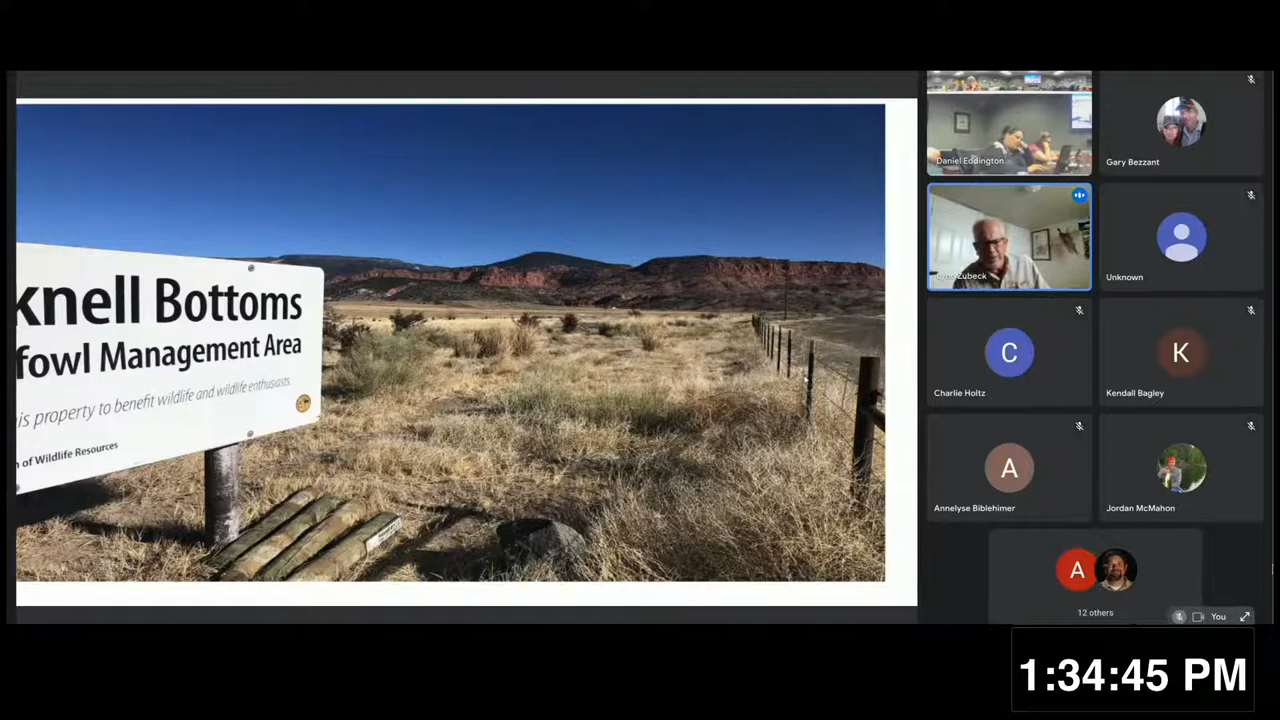 knell Bottoms
fowl Management Area
his property to benefit wildlife and wildlife enthusiasts.
n of Wildlife Resources
Daniel Eddington
Gary Bezzant
Zubeck
Unknown
C
Charlie Holtz
K
Kendall Bagley
A
Annelyse Biblehimer
Jordan McMahon
A
12 others
You
1:34:45 PM